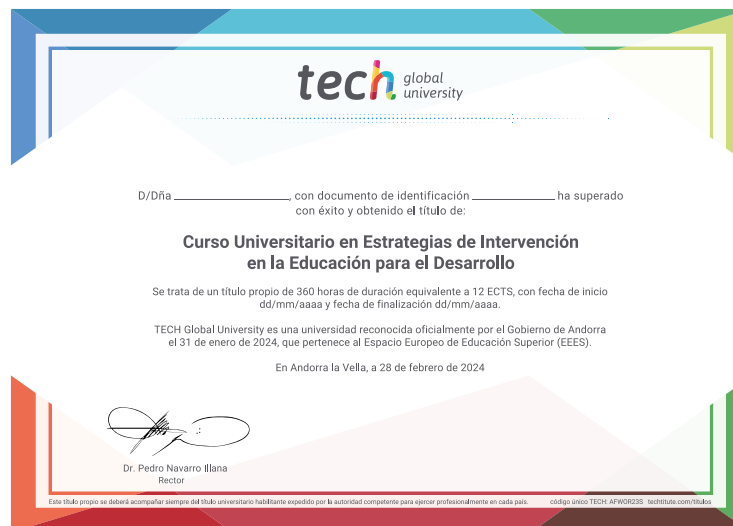 tech global
university
D/Dña ____________________, con documento de identificación ______________ ha superado
con éxito y obtenido el título de:
Curso Universitario en Estrategias de Intervención
en la Educación para el Desarrollo
Se trata de un título propio de 360 horas de duración equivalente a 12 ECTS, con fecha de inicio
dd/mm/aaaa y fecha de finalización dd/mm/aaaa.
TECH Global University es una universidad reconocida oficialmente por el Gobierno de Andorra
el 31 de enero de 2024, que pertenece al Espacio Europeo de Educación Superior (EEES).
En Andorra la Vella, a 28 de febrero de 2024
Dr. Pedro Navarro Illana
Rector
Este título propio se deberá acompañar siempre del título universitario habilitante expedido por la autoridad competente para ejercer profesionalmente en cada país. código único TECH: AFWOR23S techtitute.com/titulos